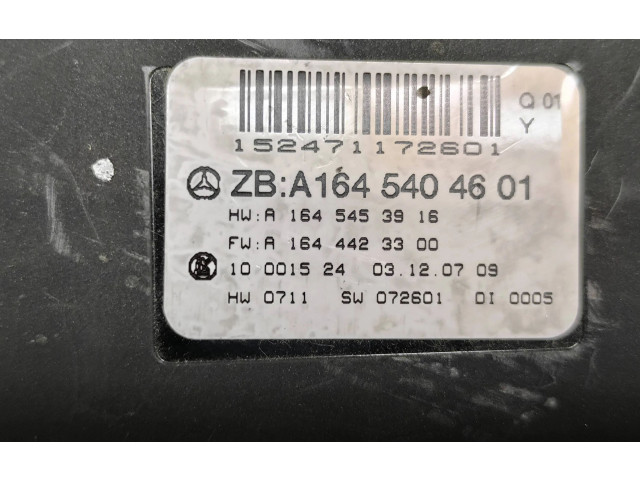 Q 01
Y
152471172601
ZB:A164 540 46 01
HW:A 164 545 39 16
FW:A 164 442 33 00
10 0015 24 03.12.07 09
HW 0711 SW 072601 DI 0005